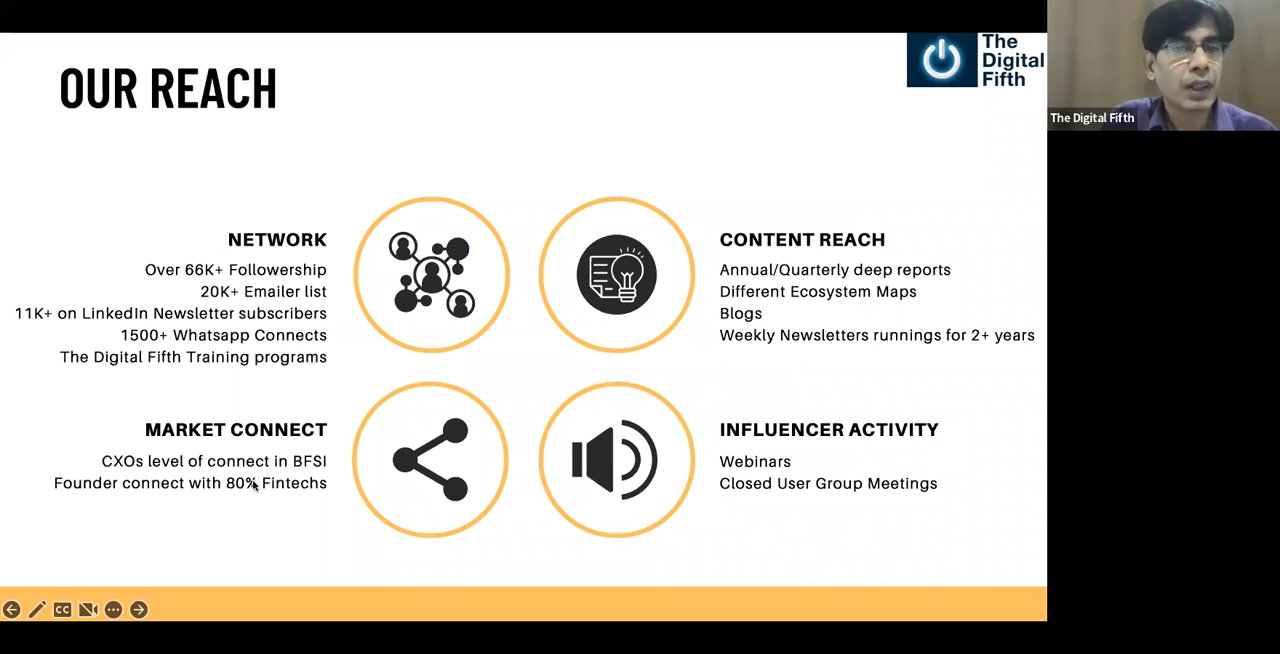 OUR REACH
The
Digital
Fifth
The Digital Fifth
NETWORK
Over 66K+ Followership
20K+ Emailer list
11K+ on LinkedIn Newsletter subscribers
1500+ Whatsapp Connects
The Digital Fifth Training programs
CONTENT REACH
Annual/Quarterly deep reports
Different Ecosystem Maps
Blogs
Weekly Newsletters runnings for 2+ years
MARKET CONNECT
CXOs level of connect in BFSI
Founder connect with 80% Fintechs
INFLUENCER ACTIVITY
Webinars
Closed User Group Meetings
CC